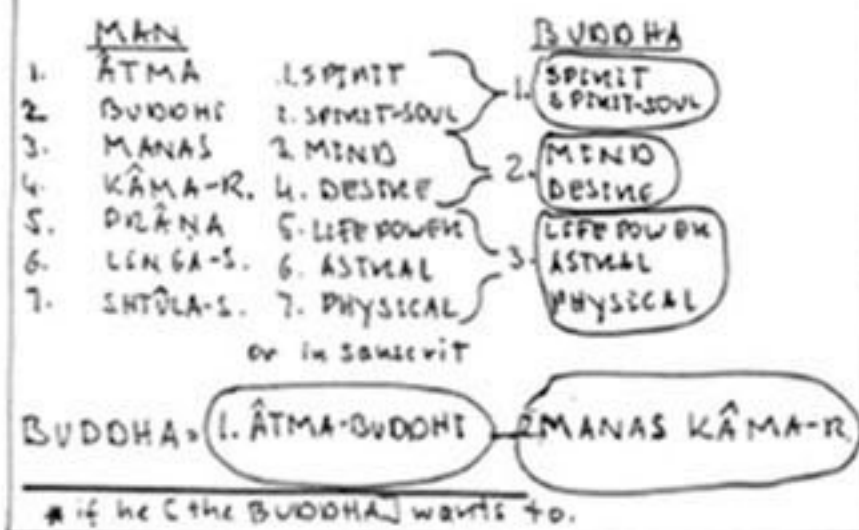 MAN BUDDHA
1. ÂTMA 1. SPIRIT 1. SPIRIT
2 BUDDHI 2. SPIRIT-SOUL SPIRIT-SOUL
3. MANAS 3. MIND 2. MIND
4. KÂMA-R. 4. DESIRE DESIRE
5. PRÂṆA 5. LIFE POWER LIFE POWER
6. LINGA-S. 6. ASTRAL 3. ASTRAL
7. SHTÛLA-S. 7. PHYSICAL PHYSICAL
or in sanscrit
BUDDHA = 1. ÂTMA-BUDDHI - 2 MANAS KÂMA-R
* if he [the BUDDHA] wants to.